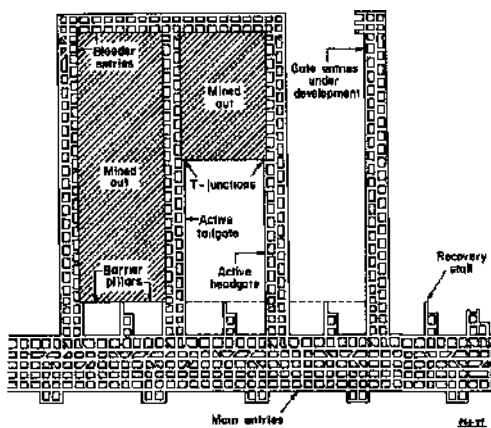 Bleeder
entries
Mined
out
Gate entries
under
development
Mined
out
T-junctions
Active
tailgate
Active
headgate
Barrier
pillars
Recovery
stall
Main entries